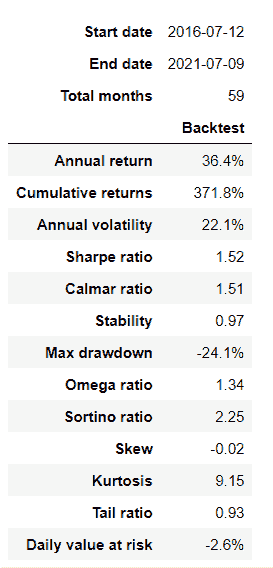 Start date 2016-07-12
End date 2021-07-09
Total months 59
Backtest
Annual return 36.4%
Cumulative returns 371.8%
Annual volatility 22.1%
Sharpe ratio 1.52
Calmar ratio 1.51
Stability 0.97
Max drawdown -24.1%
Omega ratio 1.34
Sortino ratio 2.25
Skew -0.02
Kurtosis 9.15
Tail ratio 0.93
Daily value at risk -2.6%